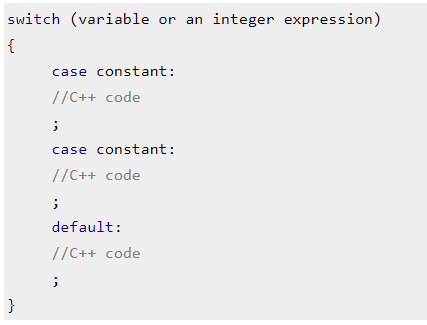 switch (variable or an integer expression)
{
case constant:
//C++ code
;
case constant:
//C++ code
;
default:
//C++ code
;
}